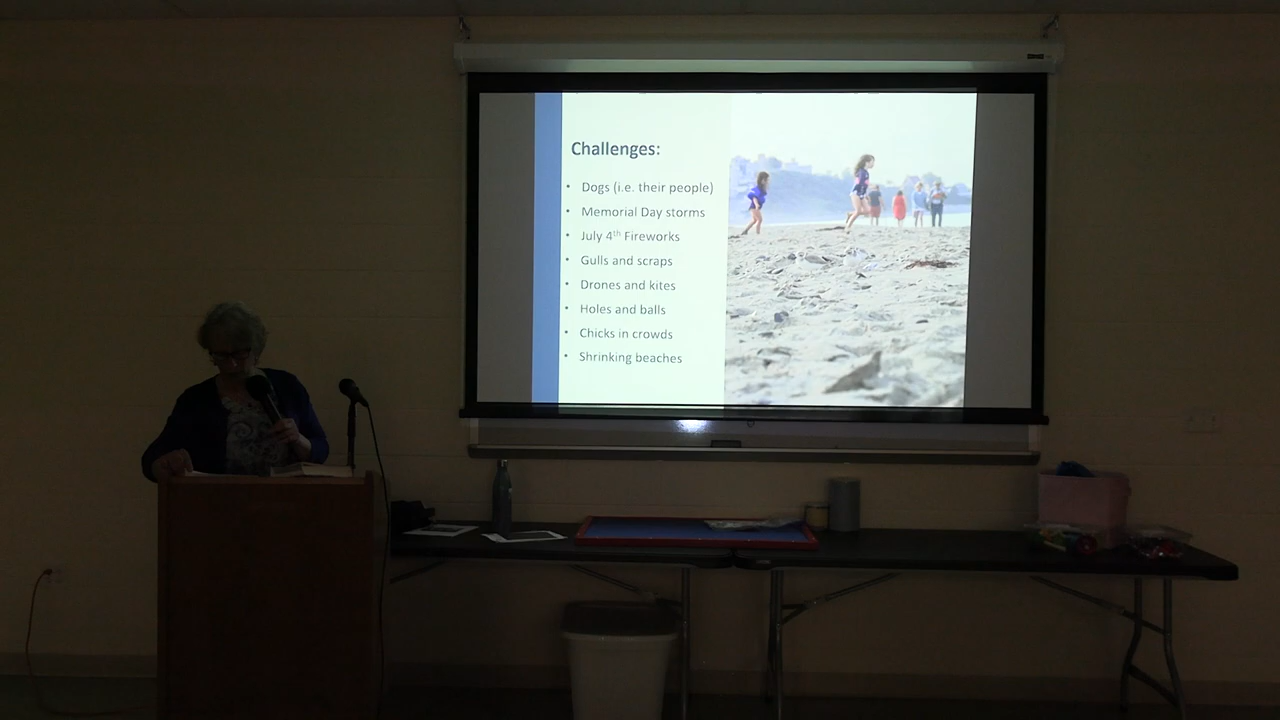 Challenges:
• Dogs (i.e. their people)
• Memorial Day storms
• July 4th Fireworks
• Gulls and scraps
• Drones and kites
• Holes and balls
• Chicks in crowds
• Shrinking beaches